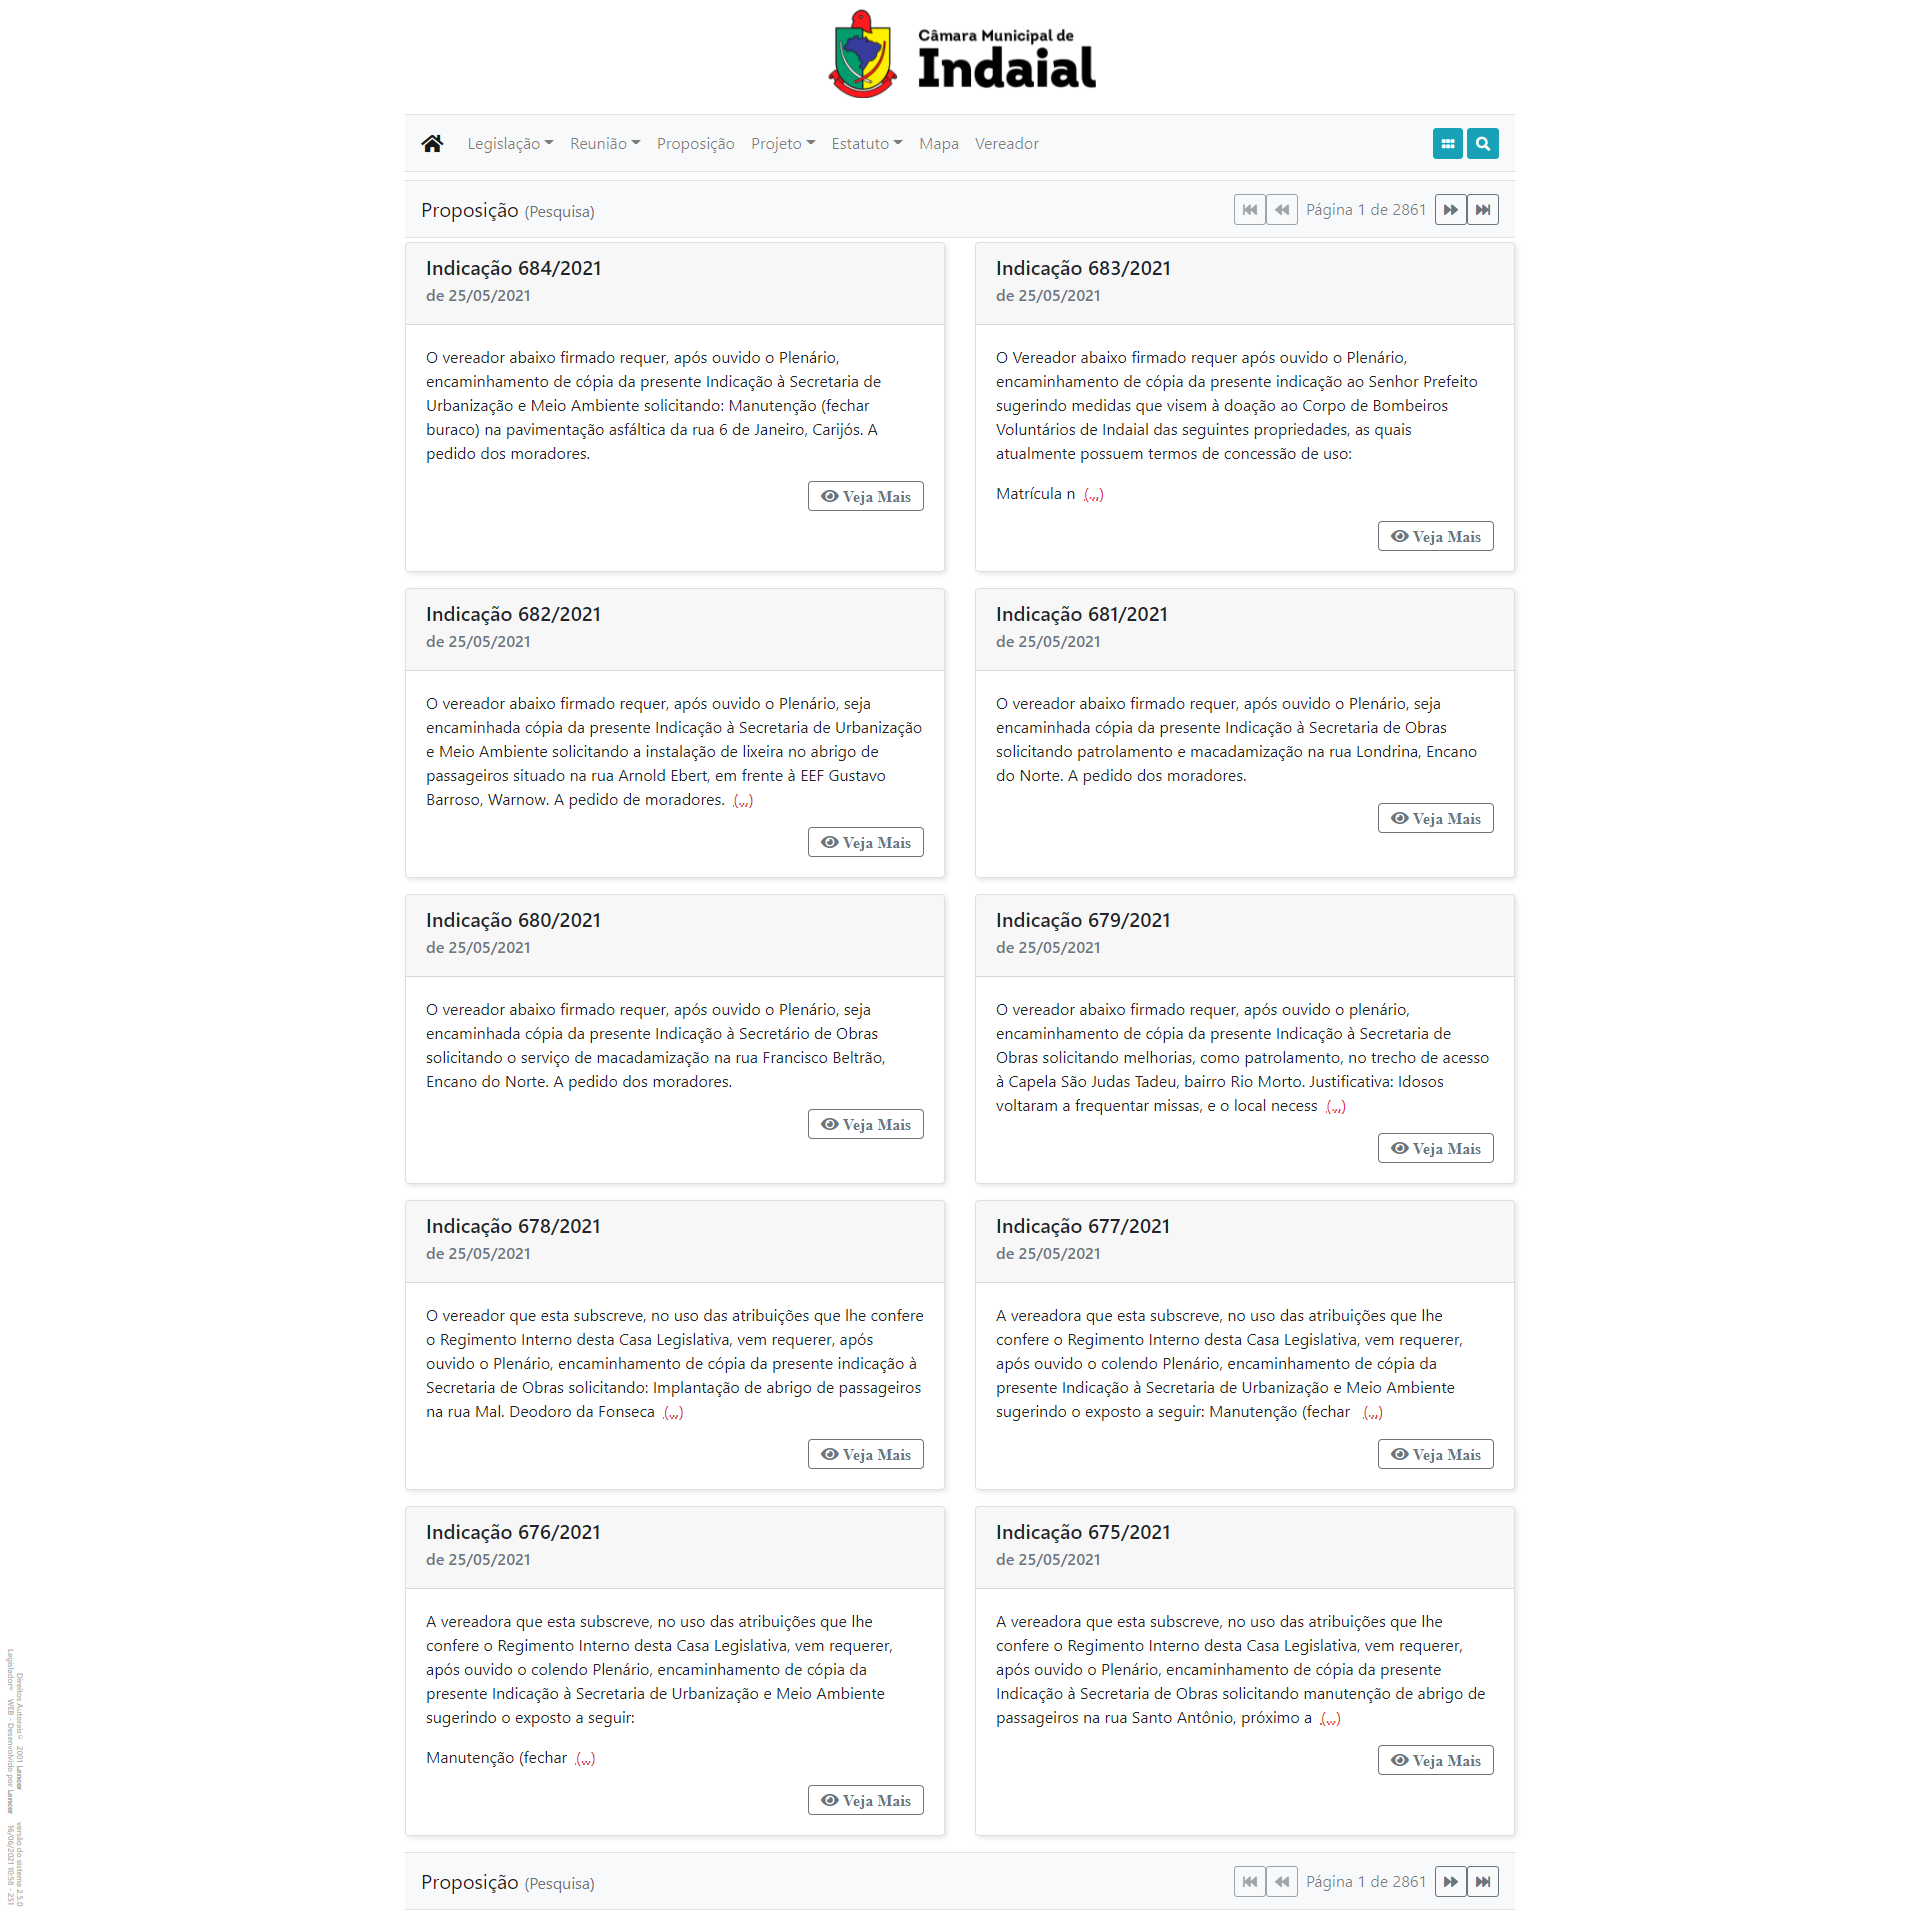 Câmara Municipal de
Indaial
Legislação Reunião Proposição Projeto Estatuto Mapa Vereador
Proposição (Pesquisa)
Página 1 de 2861
Indicação 684/2021
de 25/05/2021
O vereador abaixo firmado requer, após ouvido o Plenário,
encaminhamento de cópia da presente Indicação à Secretaria de
Urbanização e Meio Ambiente solicitando: Manutenção (fechar
buraco) na pavimentação asfáltica da rua 6 de Janeiro, Carijós. A
pedido dos moradores.
Veja Mais
Indicação 683/2021
de 25/05/2021
O Vereador abaixo firmado requer após ouvido o Plenário,
encaminhamento de cópia da presente indicação ao Senhor Prefeito
sugerindo medidas que visem à doação ao Corpo de Bombeiros
Voluntários de Indaial das seguintes propriedades, as quais
atualmente possuem termos de concessão de uso:
Matrícula n (...)
Veja Mais
Indicação 682/2021
de 25/05/2021
O vereador abaixo firmado requer, após ouvido o Plenário, seja
encaminhada cópia da presente Indicação à Secretaria de Urbanização
e Meio Ambiente solicitando a instalação de lixeira no abrigo de
passageiros situado na rua Arnold Ebert, em frente à EEF Gustavo
Barroso, Warnow. A pedido de moradores. (...)
Veja Mais
Indicação 681/2021
de 25/05/2021
O vereador abaixo firmado requer, após ouvido o Plenário, seja
encaminhada cópia da presente Indicação à Secretaria de Obras
solicitando patrolamento e macadamização na rua Londrina, Encano
do Norte. A pedido dos moradores.
Veja Mais
Indicação 680/2021
de 25/05/2021
O vereador abaixo firmado requer, após ouvido o Plenário, seja
encaminhada cópia da presente Indicação à Secretário de Obras
solicitando o serviço de macadamização na rua Francisco Beltrão,
Encano do Norte. A pedido dos moradores.
Veja Mais
Indicação 679/2021
de 25/05/2021
O vereador abaixo firmado requer, após ouvido o plenário,
encaminhamento de cópia da presente Indicação à Secretaria de
Obras solicitando melhorias, como patrolamento, no trecho de acesso
à Capela São Judas Tadeu, bairro Rio Morto. Justificativa: Idosos
voltaram a frequentar missas, e o local necess (...)
Veja Mais
Indicação 678/2021
de 25/05/2021
O vereador que esta subscreve, no uso das atribuições que lhe confere
o Regimento Interno desta Casa Legislativa, vem requerer, após
ouvido o Plenário, encaminhamento de cópia da presente indicação à
Secretaria de Obras solicitando: Implantação de abrigo de passageiros
na rua Mal. Deodoro da Fonseca (...)
Veja Mais
Indicação 677/2021
de 25/05/2021
A vereadora que esta subscreve, no uso das atribuições que lhe
confere o Regimento Interno desta Casa Legislativa, vem requerer,
após ouvido o colendo Plenário, encaminhamento de cópia da
presente Indicação à Secretaria de Urbanização e Meio Ambiente
sugerindo o exposto a seguir: Manutenção (fechar (...)
Veja Mais
Indicação 676/2021
de 25/05/2021
A vereadora que esta subscreve, no uso das atribuições que lhe
confere o Regimento Interno desta Casa Legislativa, vem requerer,
após ouvido o colendo Plenário, encaminhamento de cópia da
presente Indicação à Secretaria de Urbanização e Meio Ambiente
sugerindo o exposto a seguir:
Manutenção (fechar (...)
Veja Mais
Indicação 675/2021
de 25/05/2021
A vereadora que esta subscreve, no uso das atribuições que lhe
confere o Regimento Interno desta Casa Legislativa, vem requerer,
após ouvido o Plenário, encaminhamento de cópia da presente
Indicação à Secretaria de Obras solicitando manutenção de abrigo de
passageiros na rua Santo Antônio, próximo a (...)
Veja Mais
Proposição (Pesquisa)
Página 1 de 2861
Direitos Autorais© 2001 Lancer versão do sistema 2.5.0
Legislador® WEB - Desenvolvido por Lancer 16/06/2021 10:58 - 251